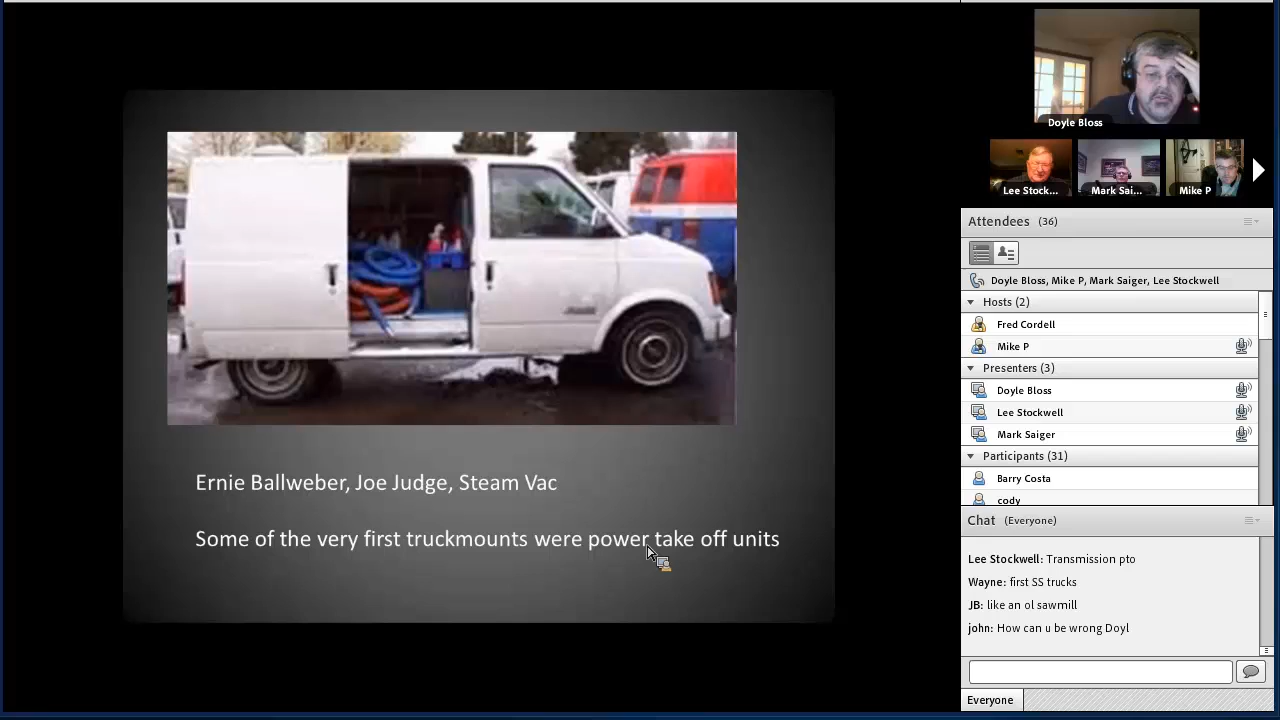 Ernie Ballweber, Joe Judge, Steam Vac
Some of the very first truckmounts were power take off units
Doyle Bloss
Lee Stock...
Mark Sai...
Mike P
Attendees (36)
Doyle Bloss, Mike P, Mark Saiger, Lee Stockwell
Hosts (2)
Fred Cordell
Mike P
Presenters (3)
Doyle Bloss
Lee Stockwell
Mark Saiger
Participants (31)
Barry Costa
cody
Chat (Everyone)
Lee Stockwell: Transmission pto
Wayne: first SS trucks
JB: like an ol sawmill
john: How can u be wrong Doyl
Everyone